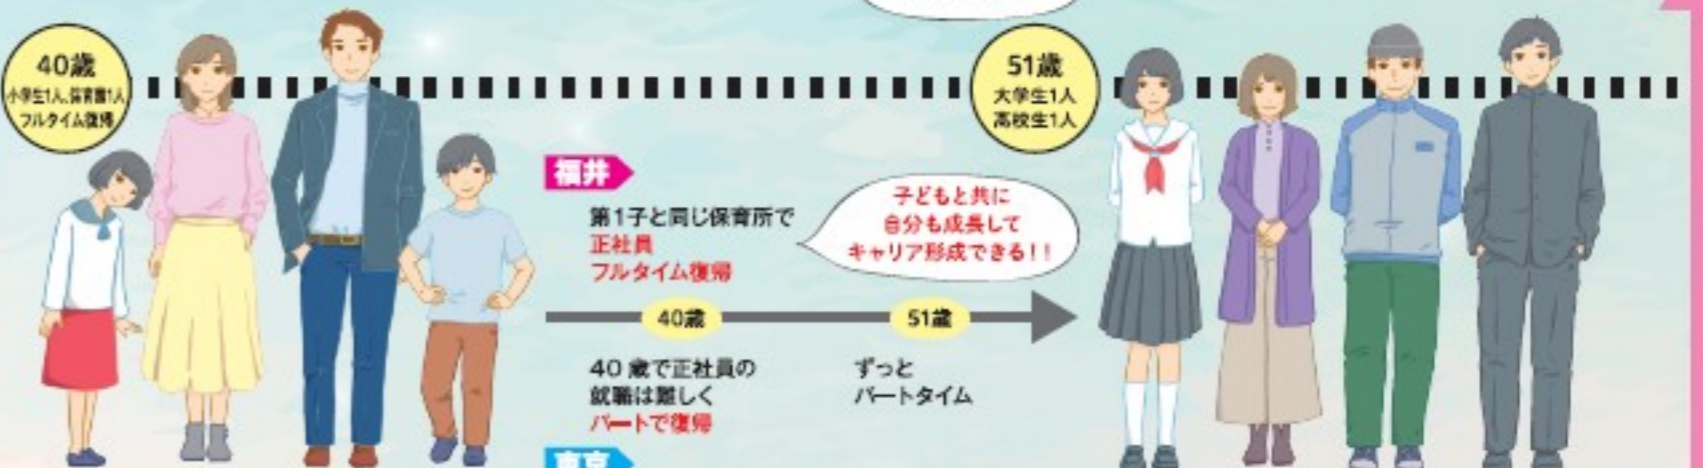 40歳
小学生1人、保育園1人
フルタイム復帰
51歳
大学生1人
高校生1人
福井
第1子と同じ保育所で
正社員
フルタイム復帰
子どもと共に
自分も成長して
キャリア形成できる!!
40歳
51歳
40歳で正社員の
就職は難しく
パートで復帰
ずっと
パートタイム
東京